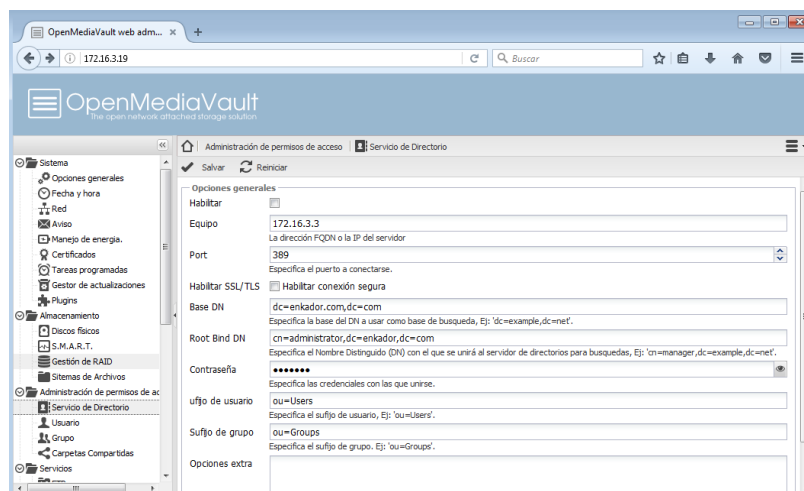 OpenMediaVault web adm...
172.16.3.19
Buscar
OpenMediaVault
The open network attached storage solution
Administración de permisos de acceso
Servicio de Directorio
Salvar
Reiniciar
Sistema
Opciones generales
Fecha y hora
Red
Aviso
Manejo de energia.
Certificados
Tareas programadas
Gestor de actualizaciones
Plugins
Almacenamiento
Discos físicos
S.M.A.R.T.
Gestión de RAID
Sitemas de Archivos
Administración de permisos de ac
Servicio de Directorio
Usuario
Grupo
Carpetas Compartidas
Servicios
Opciones generales
Habilitar
Equipo
172.16.3.3
La dirección FQDN o la IP del servidor
Port
389
Especifica el puerto a conectarse.
Habilitar SSL/TLS
Habilitar conexión segura
Base DN
dc=enkador.com,dc=com
Especifica la base del DN a usar como base de busqueda, Ej: 'dc=example,dc=net'.
Root Bind DN
cn=administrator,dc=enkador,dc=com
Especifica el Nombre Distinguido (DN) con el que se unirá al servidor de directorios para busquedas, Ej: 'cn=manager,dc=example,dc=net'.
Contraseña
•••••••
Especifica las credenciales con las que unirse.
ufijo de usuario
ou=Users
Especifica el sufijo de usuario, Ej: 'ou=Users'.
Sufijo de grupo
ou=Groups
Especifica el sufijo de grupo. Ej: 'ou=Groups'.
Opciones extra